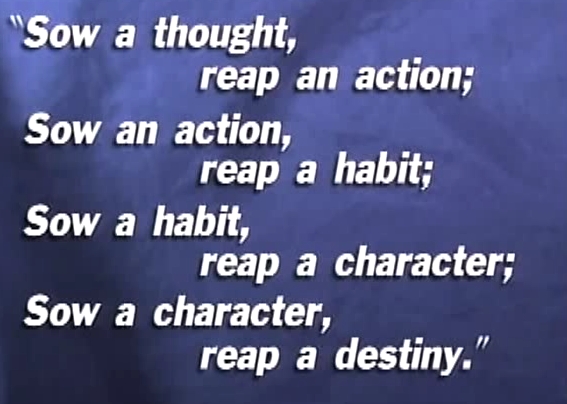 "Sow a thought,
reap an action;
Sow an action,
reap a habit;
Sow a habit,
reap a character;
Sow a character,
reap a destiny."